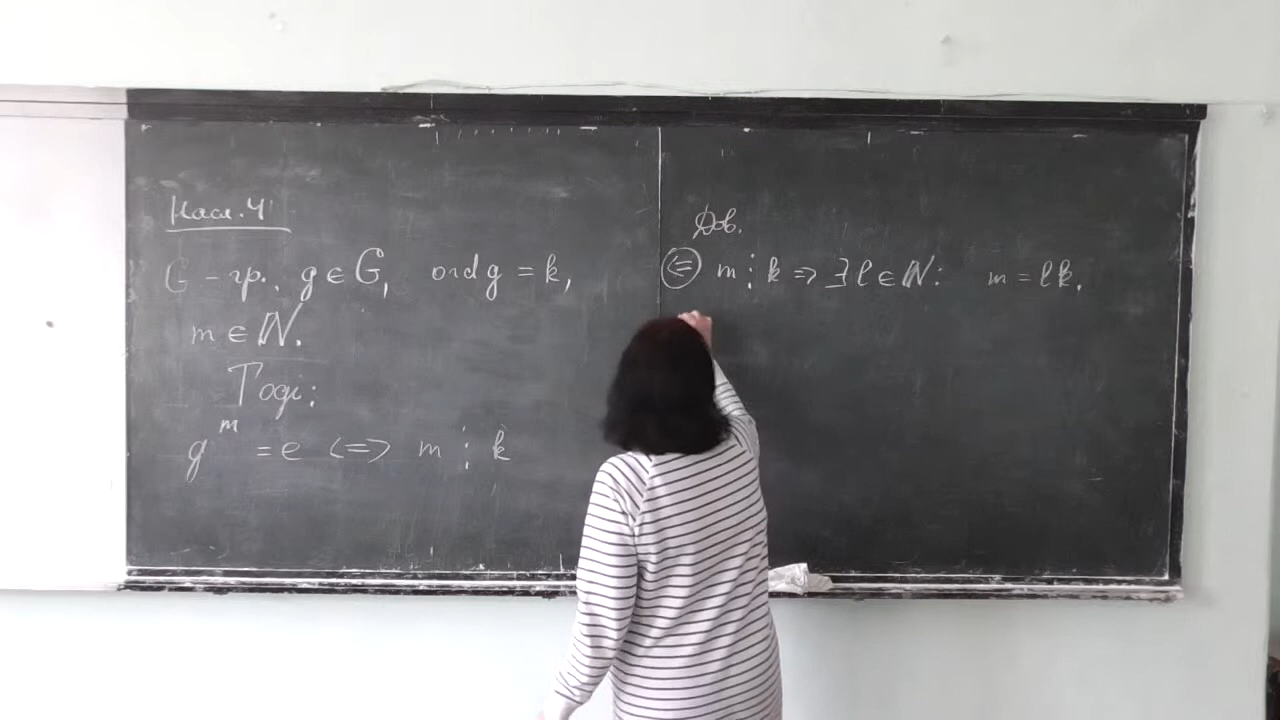 Насл. 4
G – гр., g ∈ G, ord g = k,
m ∈ ℕ.
Тоді:
g^m = e <=> m ⋮ k
Дов.
<= m ⋮ k => ∃ l ∈ ℕ: m = lk.